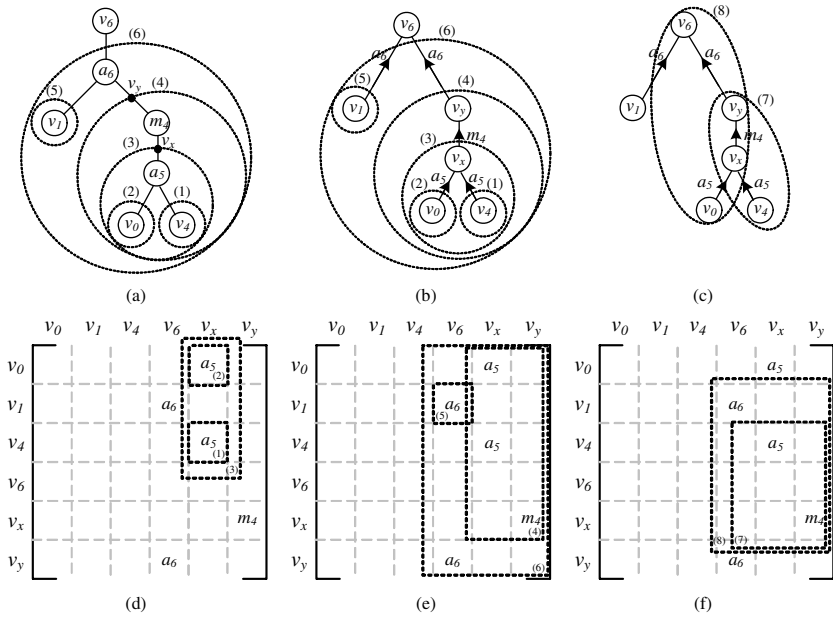 v6
(6)
a6
(5)
vy
(4)
v1
m4
(3)
vx
a5
(2)
(1)
v0
v4
(a)
v6
(6)
a6
a6
(5)
(4)
v1
vy
(3)
m4
vx
(2)
a5
a5
(1)
v0
v4
(b)
(8)
v6
a6
a6
v1
vy
(7)
m4
vx
a5
a5
v0
v4
(c)
v0 v1 v4 v6 vx vy
v0 a5 (2)
v1 a6
v4 a5 (1)
v6 (3)
vx m4
vy a6
(d)
v0 v1 v4 v6 vx vy
v0 a5
v1 a6 (5)
v4 a5
v6
vx m4 (4)
vy a6 (6)
(e)
v0 v1 v4 v6 vx vy
v0 a5
v1 a6
v4 a5
v6
vx m4
(8) (7)
vy a6
(f)